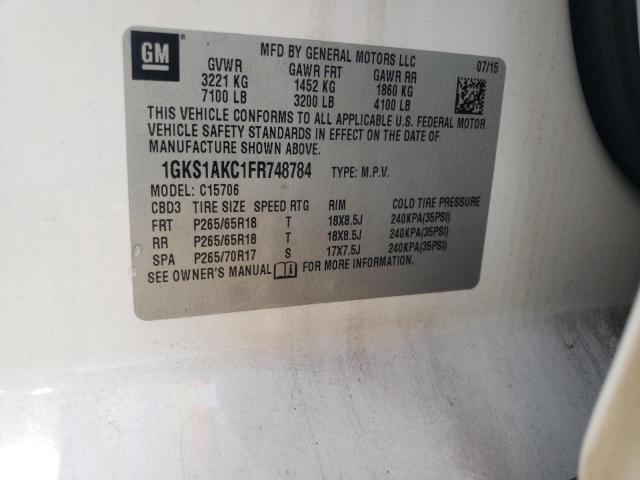 GM
MFD BY GENERAL MOTORS LLC 07/15
GVWR GAWR FRT GAWR RR
3221 KG 1452 KG 1860 KG
7100 LB 3200 LB 4100 LB
THIS VEHICLE CONFORMS TO ALL APPLICABLE U.S. FEDERAL MOTOR
VEHICLE SAFETY STANDARDS IN EFFECT ON THE DATE OF
MANUFACTURE SHOWN ABOVE.
1GKS1AKC1FR748784 TYPE: M.P.V.
MODEL: C15706
CBD3 TIRE SIZE SPEED RTG RIM COLD TIRE PRESSURE
FRT P265/65R18 T 18X8.5J 240KPA(35PSI)
RR P265/65R18 T 18X8.5J 240KPA(35PSI)
SPA P265/70R17 S 17X7.5J 240KPA(35PSI)
SEE OWNER'S MANUAL FOR MORE INFORMATION.